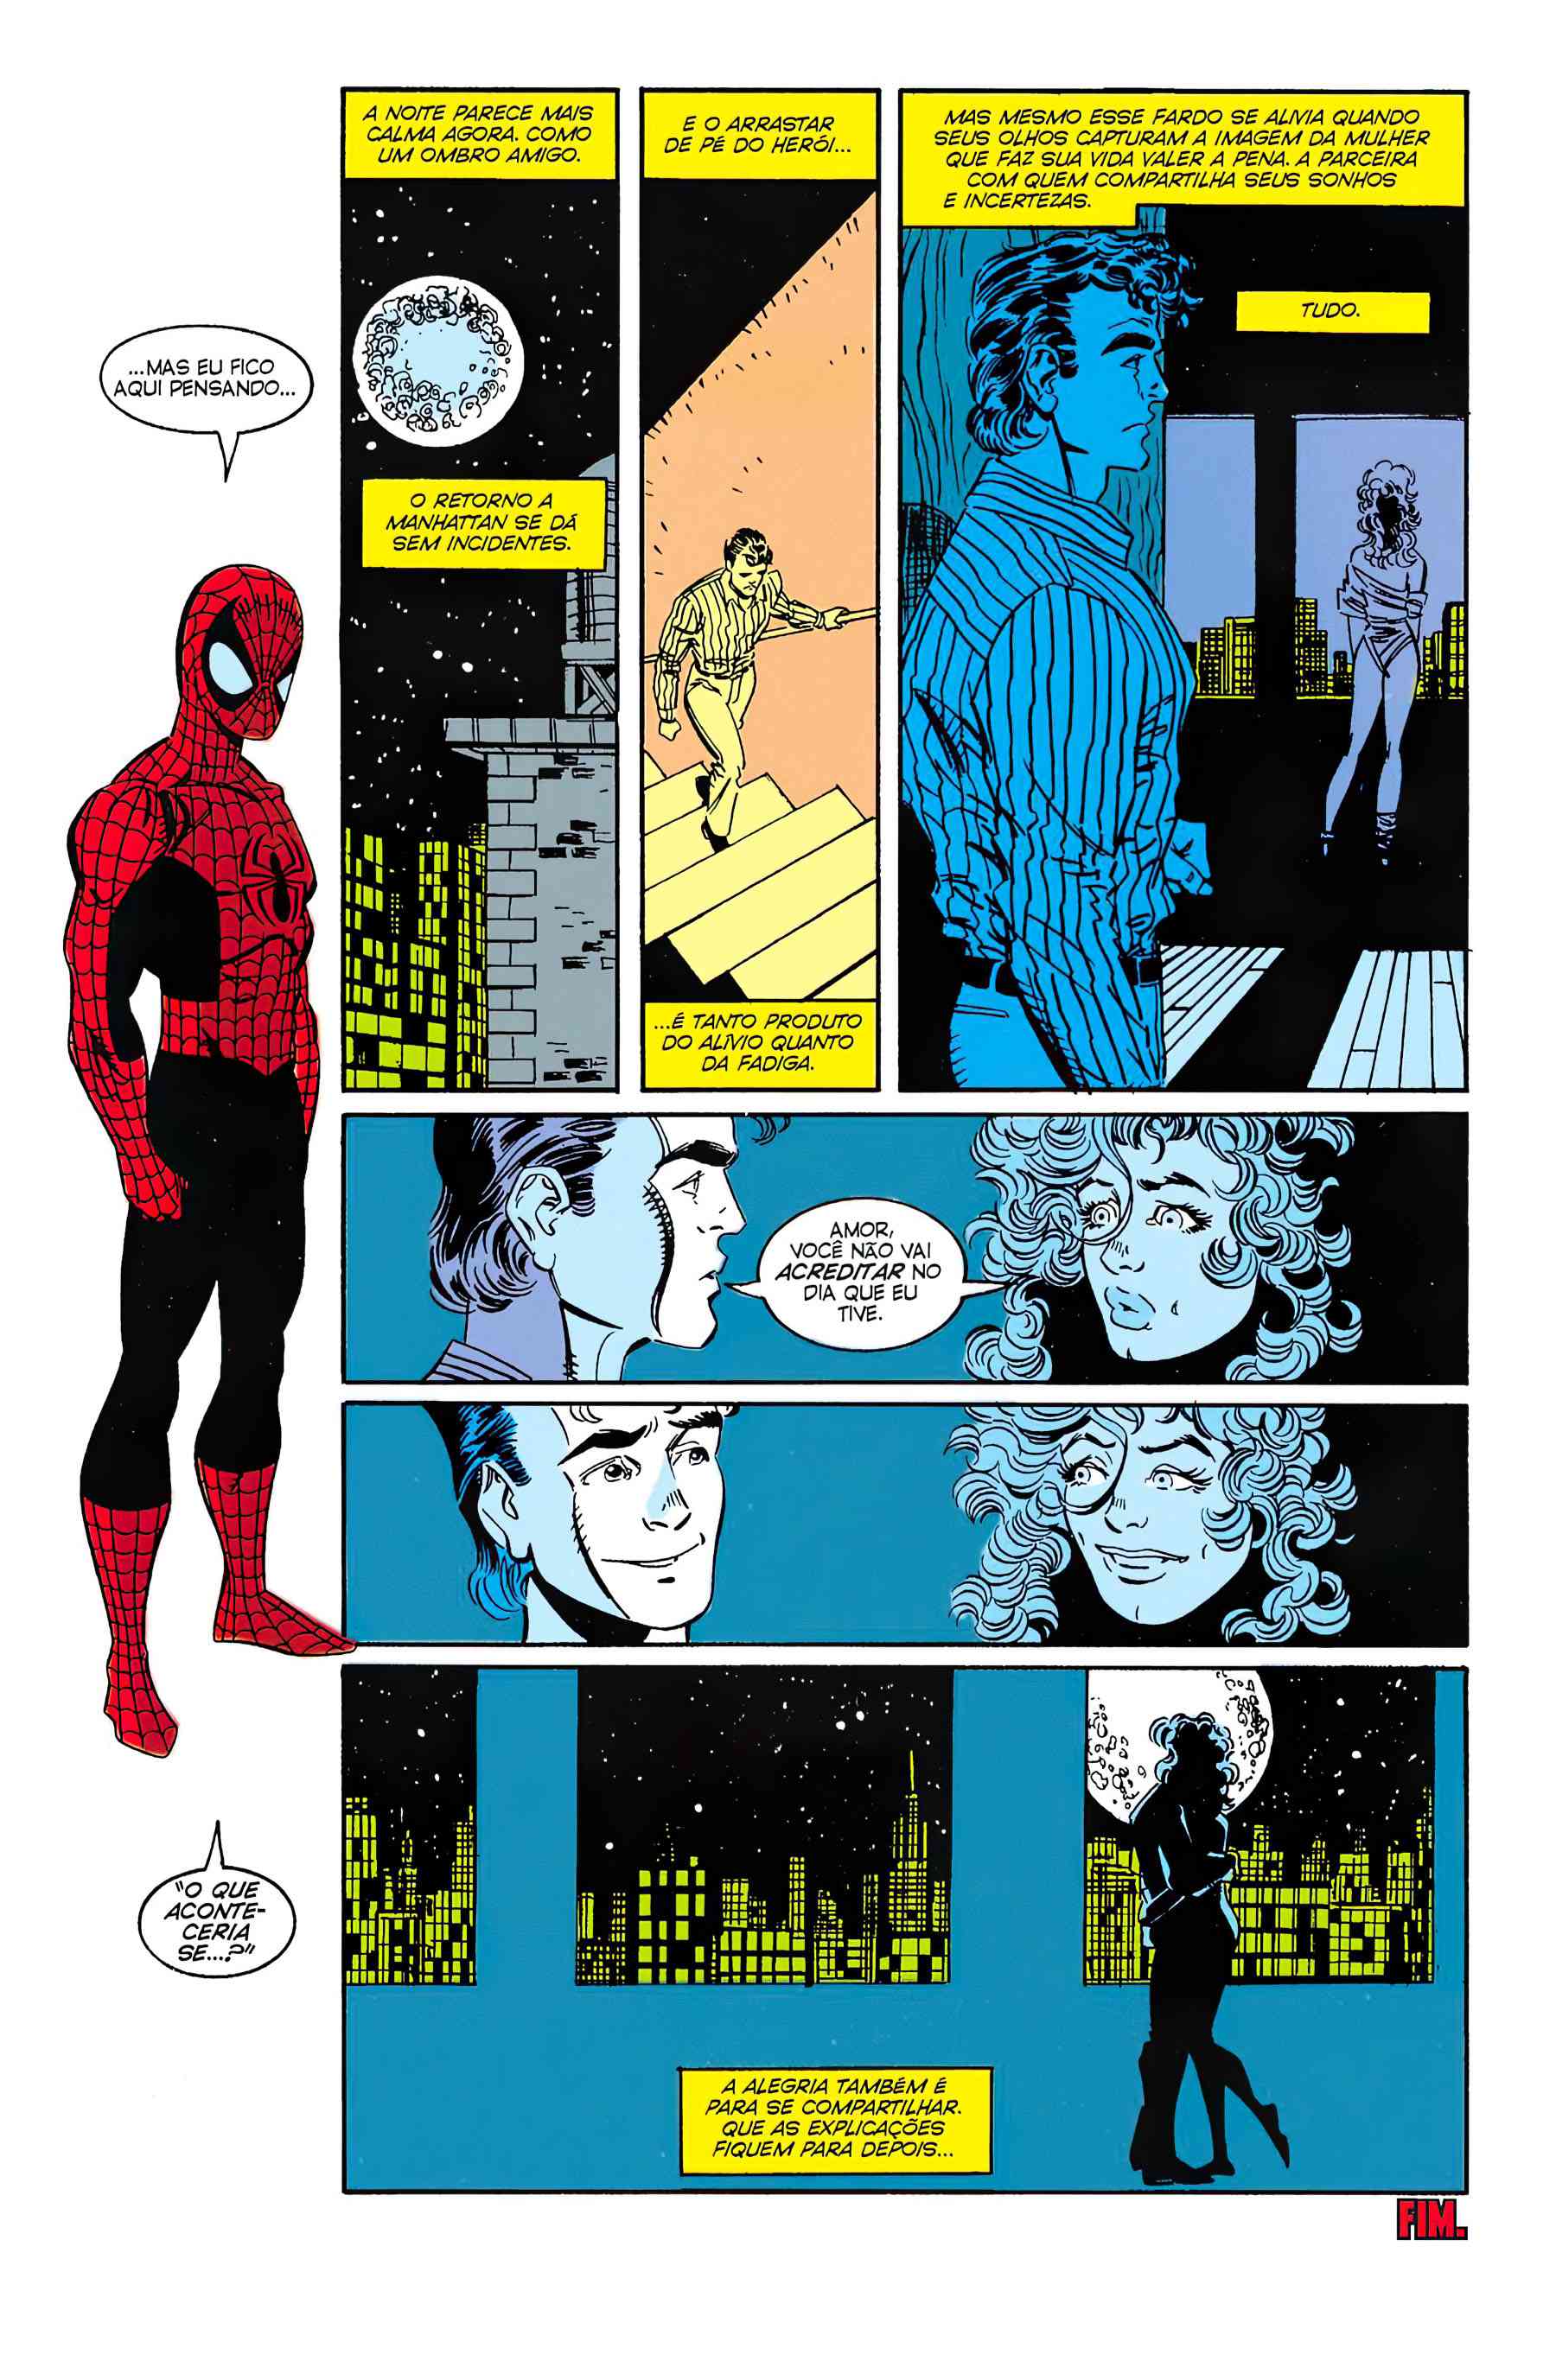 ...MAS EU FICO
AQUI PENSANDO...
A NOITE PARECE MAIS
CALMA AGORA. COMO
UM OMBRO AMIGO.
O RETORNO A
MANHATTAN SE DÁ
SEM INCIDENTES.
E O ARRASTAR
DE PÉ DO HERÓI...
...É TANTO PRODUTO
DO ALÍVIO QUANTO
DA FADIGA.
MAS MESMO ESSE FARDO SE ALIVIA QUANDO
SEUS OLHOS CAPTURAM A IMAGEM DA MULHER
QUE FAZ SUA VIDA VALER A PENA. A PARCEIRA
COM QUEM COMPARTILHA SEUS SONHOS
E INCERTEZAS.
TUDO.
AMOR,
VOCÊ NÃO VAI
ACREDITAR NO
DIA QUE EU
TIVE.
"O QUE
ACONTE-
CERIA
SE...?"
A ALEGRIA TAMBÉM É
PARA SE COMPARTILHAR.
QUE AS EXPLICAÇÕES
FIQUEM PARA DEPOIS...
FIM.